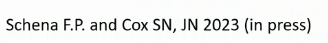 Schena F.P. and Cox SN, JN 2023 (in press)